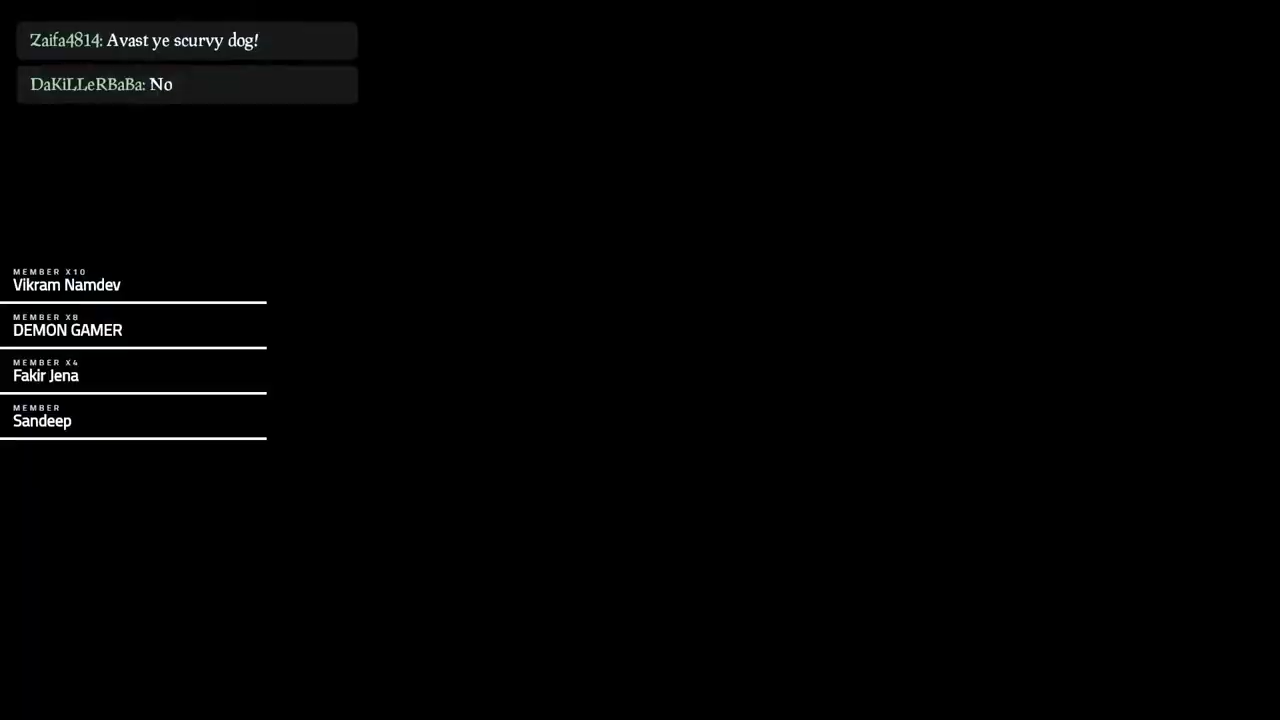 Zaifa4814: Avast ye scurvy dog!
DaKiLLeRBaBa: No
MEMBER X10
Vikram Namdev
MEMBER X8
DEMON GAMER
MEMBER X4
Fakir Jena
MEMBER
Sandeep